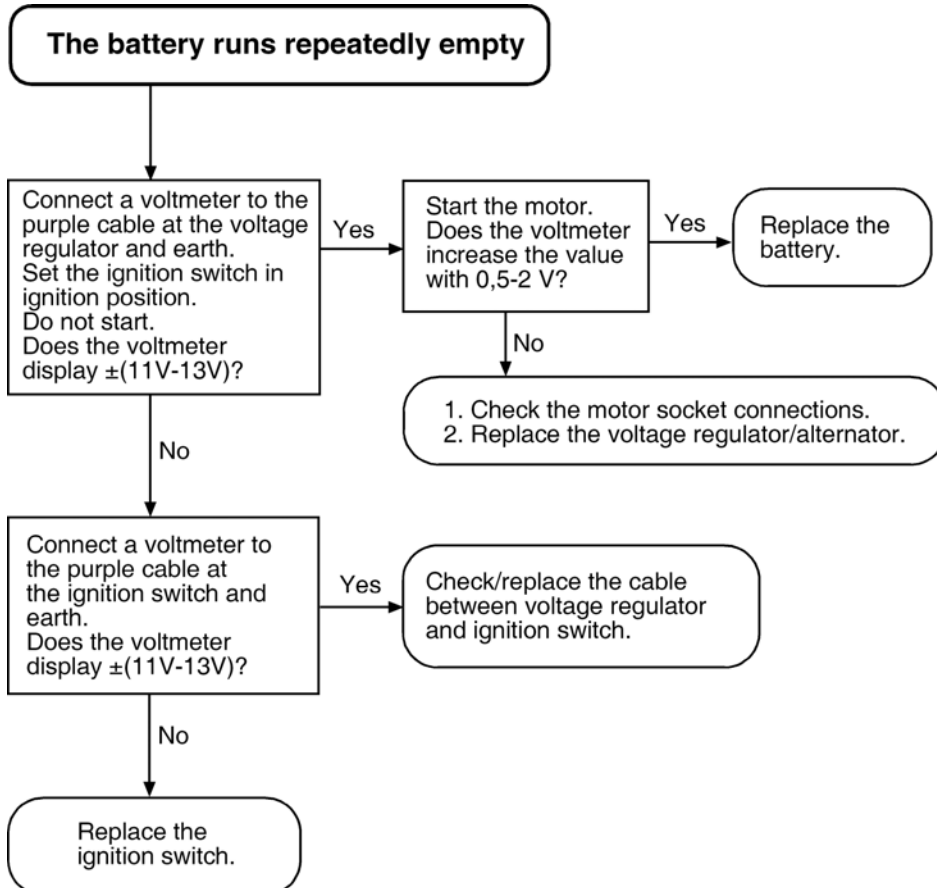 The battery runs repeatedly empty
Connect a voltmeter to the
purple cable at the voltage
regulator and earth.
Set the ignition switch in
ignition position.
Do not start.
Does the voltmeter
display ±(11V-13V)?
Yes
Start the motor.
Does the voltmeter
increase the value
with 0,5-2 V?
Yes
Replace the
battery.
No
1. Check the motor socket connections.
2. Replace the voltage regulator/alternator.
No
Connect a voltmeter to
the purple cable at
the ignition switch and
earth.
Does the voltmeter
display ±(11V-13V)?
Yes
Check/replace the cable
between voltage regulator
and ignition switch.
No
Replace the
ignition switch.